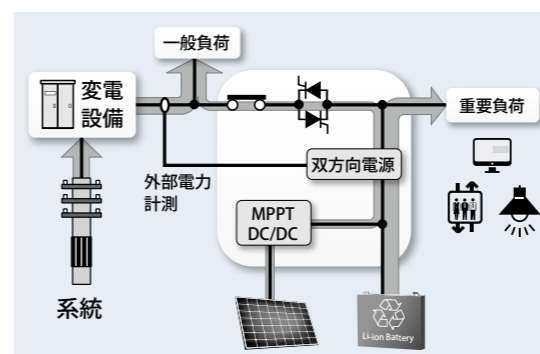 一般負荷
変電
設備
重要負荷
双方向電源
外部電力
計測
MPPT
DC/DC
系統
Li-ion Battery